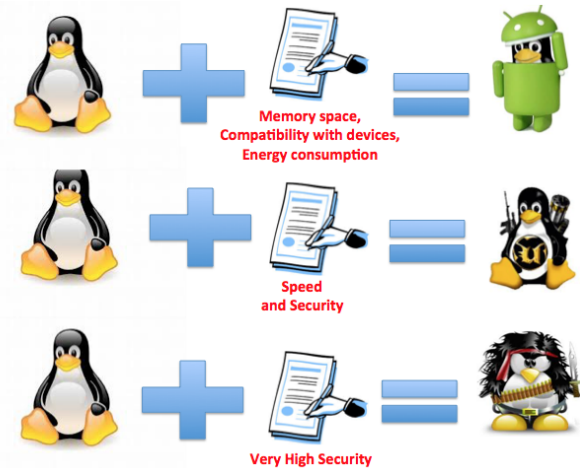 Memory space,
Compatibility with devices,
Energy consumption
Speed
and Security
Very High Security